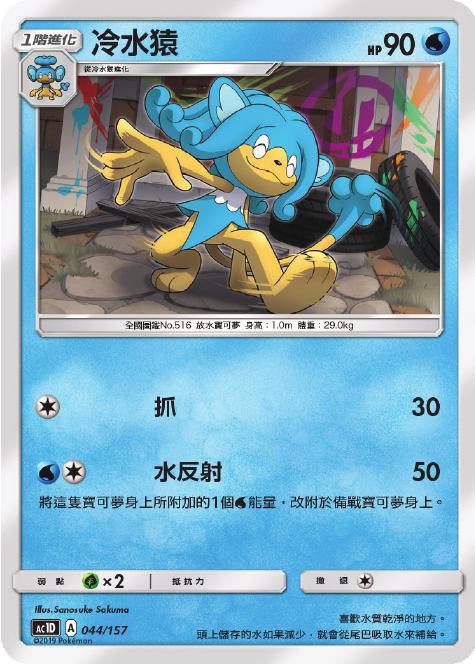 1階進化
冷水猿
HP90
從冷水猴進化
全國圖鑑No.516 放水寶可夢 身高:1.0m 體重:29.0kg
抓 30
水反射 50
將這隻寶可夢身上所附加的1個能量,改附於備戰寶可夢身上。
弱點 ×2 抵抗力 撤退
Illus.Sanosuke Sakuma
AC1D A 044/157
©2019 Pokémon
喜歡水質乾淨的地方。
頭上儲存的水如果減少,就會從尾巴吸取水來補給。